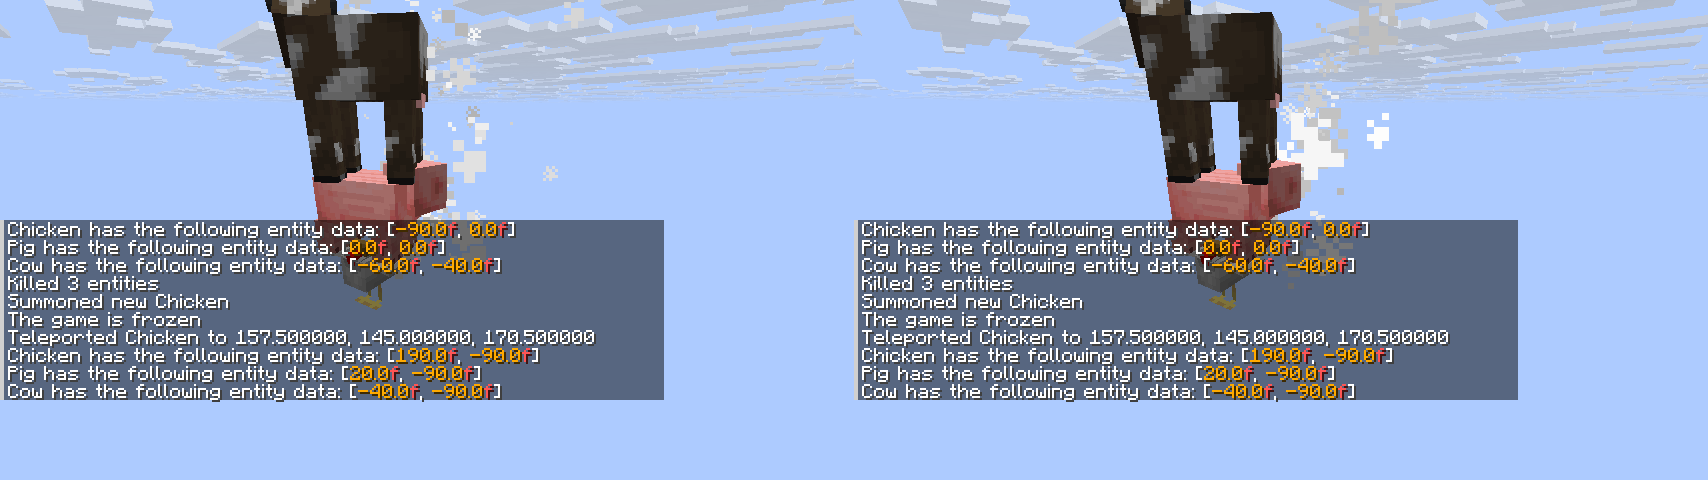 Chicken has the following entity data: [-90.0f, 0.0f]
Pig has the following entity data: [0.0f, 0.0f]
Cow has the following entity data: [-60.0f, -40.0f]
Killed 3 entities
Summoned new Chicken
The game is frozen
Teleported Chicken to 157.500000, 145.000000, 170.500000
Chicken has the following entity data: [190.0f, -90.0f]
Pig has the following entity data: [20.0f, -90.0f]
Cow has the following entity data: [-40.0f, -90.0f]
Chicken has the following entity data: [-90.0f, 0.0f]
Pig has the following entity data: [0.0f, 0.0f]
Cow has the following entity data: [-60.0f, -40.0f]
Killed 3 entities
Summoned new Chicken
The game is frozen
Teleported Chicken to 157.500000, 145.000000, 170.500000
Chicken has the following entity data: [190.0f, -90.0f]
Pig has the following entity data: [20.0f, -90.0f]
Cow has the following entity data: [-40.0f, -90.0f]